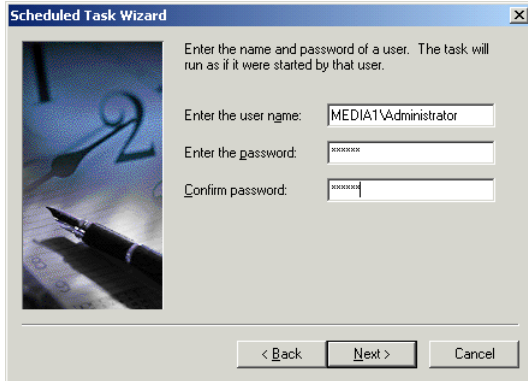 Scheduled Task Wizard
Enter the name and password of a user. The task will
run as if it were started by that user.
Enter the user name: MEDIA1\Administrator
Enter the password: ××××××
Confirm password: ××××××
< Back Next > Cancel